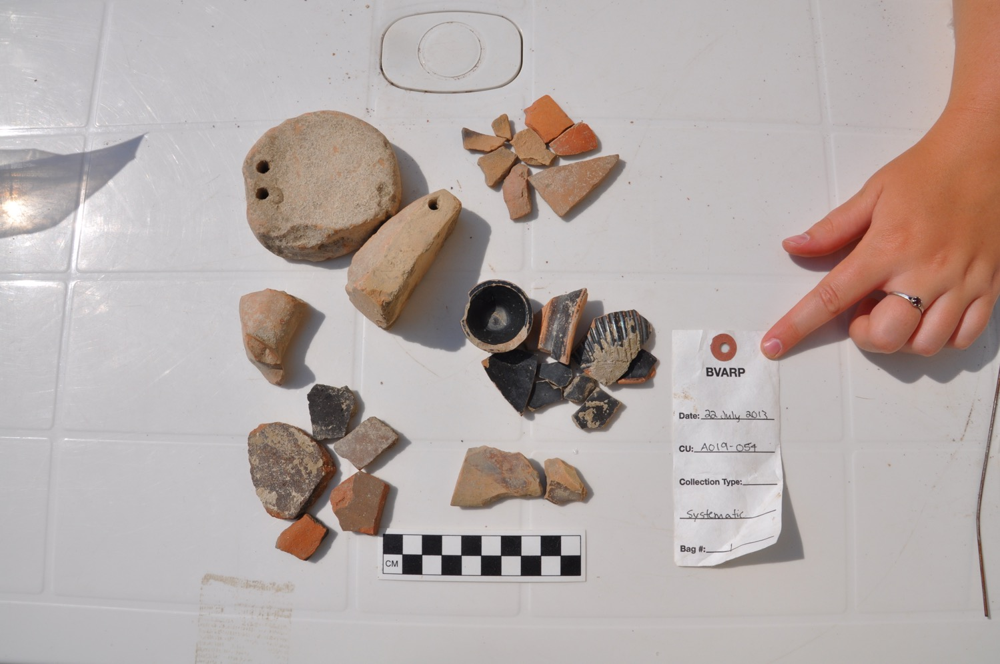 BVARP
Date: 22 July 2013
CU: A019-054
Collection Type:
Systematic
Bag #: 1
CM